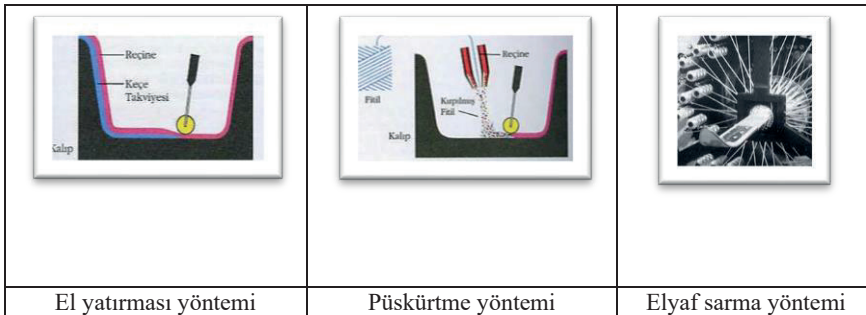 Reçine
Keçe
Takviyesi
Kalıp
Reçine
Fitil
Kırpılmış
Fitil
Kalıp
El yatırması yöntemi
Püskürtme yöntemi
Elyaf sarma yöntemi